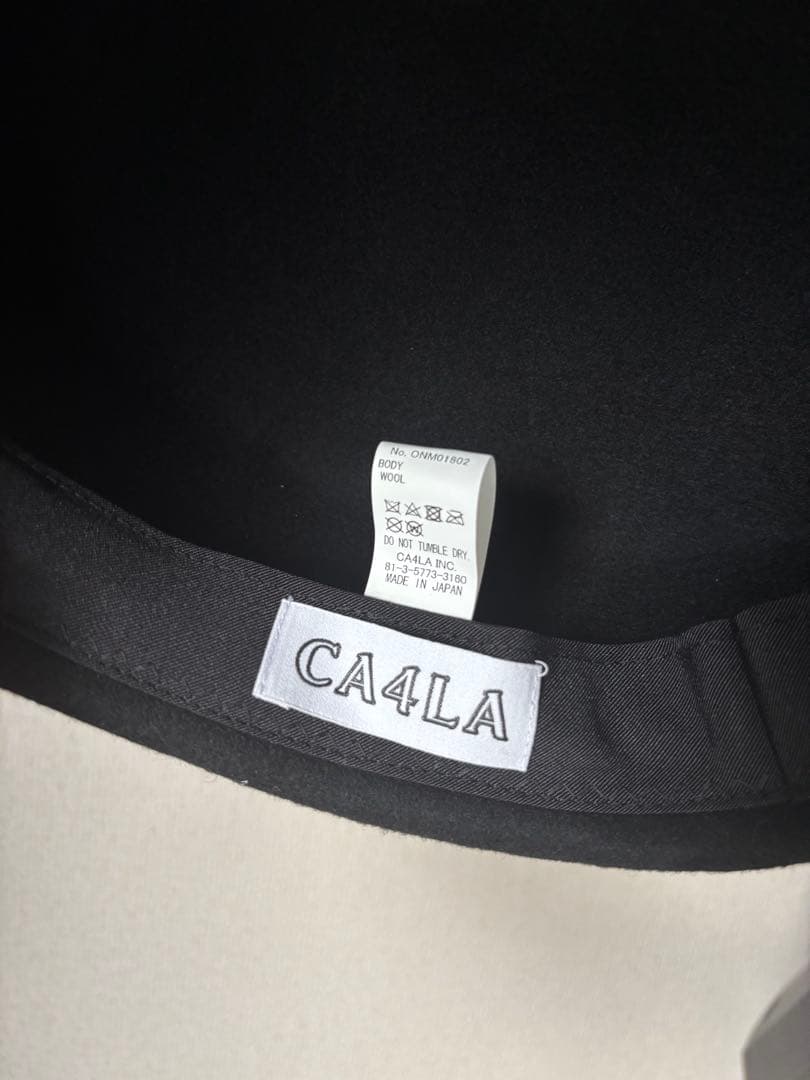 No. ONM01802
BODY
WOOL
DO NOT TUMBLE DRY.
CA4LA INC.
81-3-5773-3160
MADE IN JAPAN
CA4LA